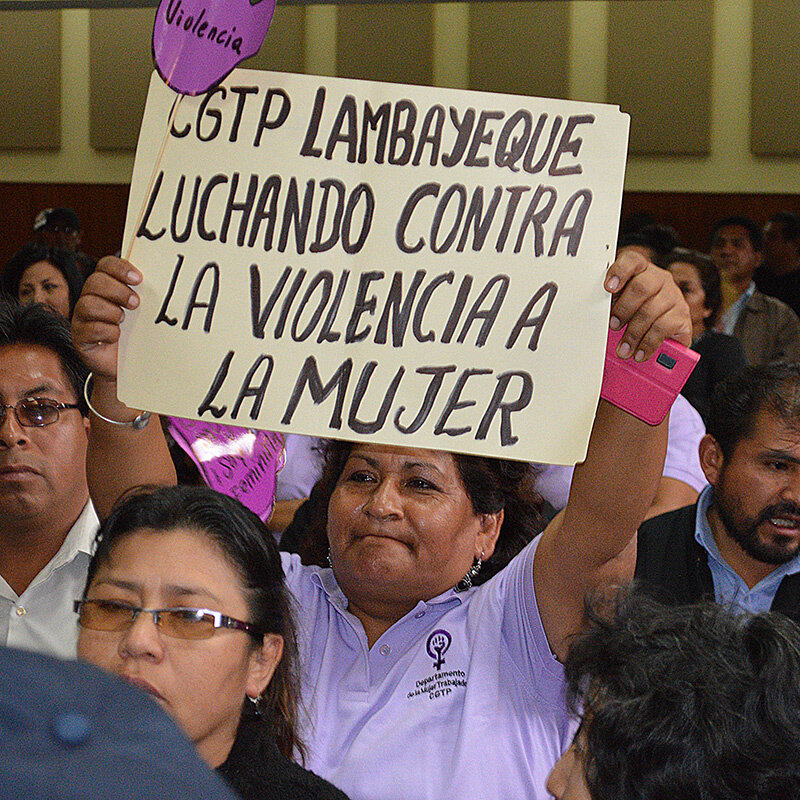 Violencia
CGTP LAMBAYEQUE
LUCHANDO CONTRA
LA VIOLENCIA A
LA MUJER
Departamento
de la Mujer Trabajadora
CGTP